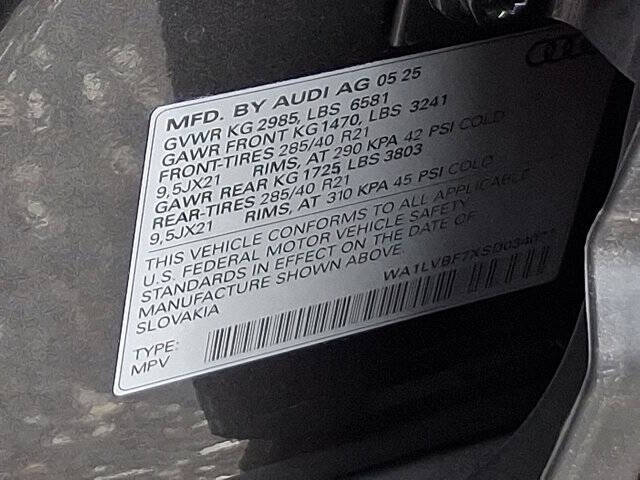 MFD. BY AUDI AG 05 25
GVWR KG 2985, LBS 6581
GAWR FRONT KG 1470, LBS 3241
FRONT-TIRES 285/40 R21
9,5JX21 RIMS, AT 290 KPA 42 PSI COLD
GAWR REAR KG 1725, LBS 3803
REAR-TIRES 285/40 R21
9,5JX21 RIMS, AT 310 KPA 45 PSI COLD
THIS VEHICLE CONFORMS TO ALL APPLICABLE
U.S. FEDERAL MOTOR VEHICLE SAFETY
STANDARDS IN EFFECT ON THE DATE OF
MANUFACTURE SHOWN ABOVE.
SLOVAKIA
TYPE:
MPV